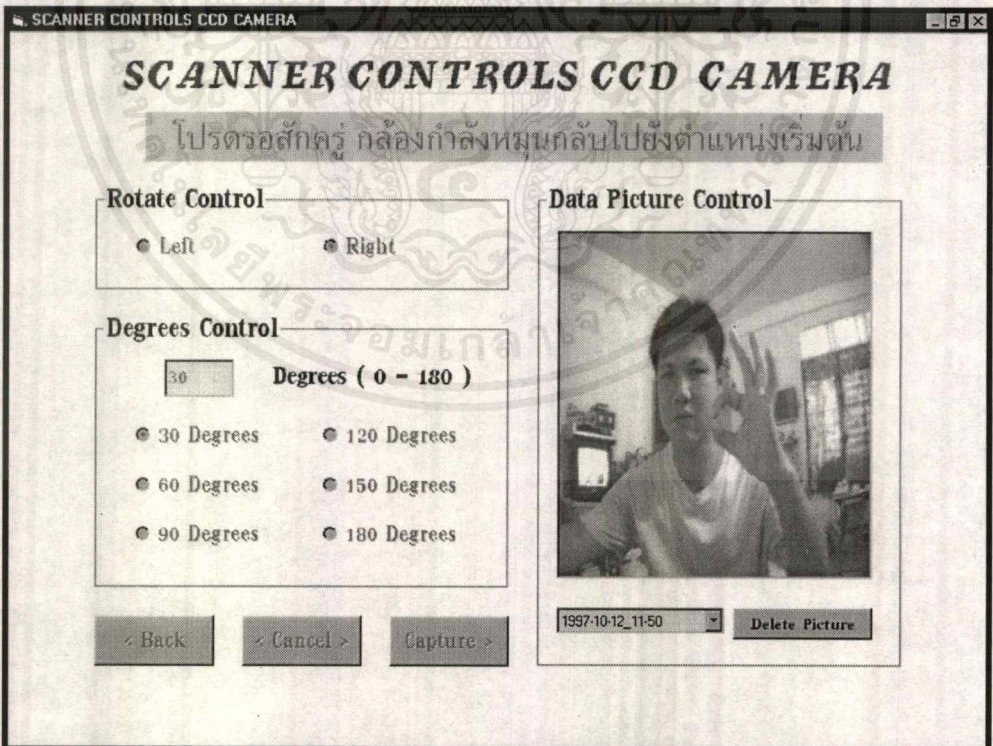 SCANNER CONTROLS CCD CAMERA
SCANNER CONTROLS CCD CAMERA
โปรดรอสักครู่ กล้องกำลังหมุนกลับไปยังตำแหน่งเริ่มต้น
Rotate Control
Left
Right
Degrees Control
30
Degrees ( 0 - 180 )
30 Degrees
120 Degrees
60 Degrees
150 Degrees
90 Degrees
180 Degrees
< Back
< Cancel >
Capture >
Data Picture Control
1997-10-12_11-50
Delete Picture